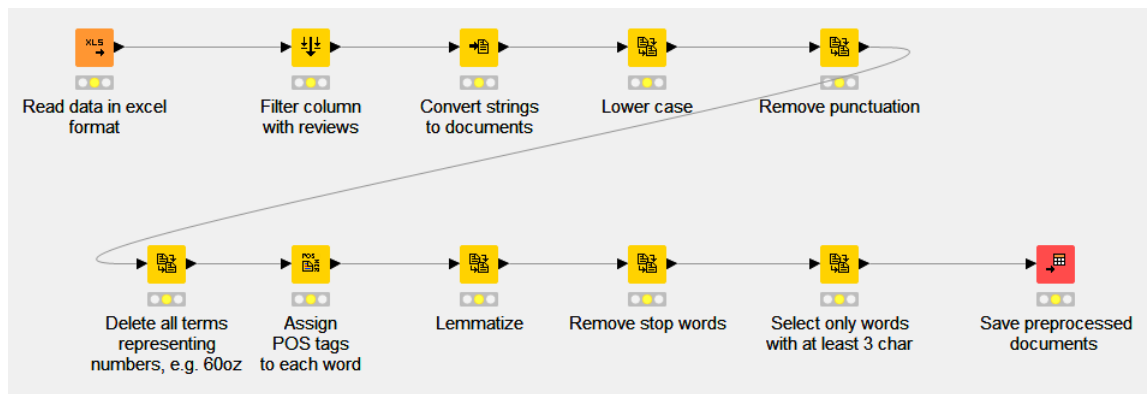 XLS
Read data in excel
format
Filter column
with reviews
Convert strings
to documents
Lower case
Remove punctuation
Delete all terms
representing
numbers, e.g. 60oz
POS
Assign
POS tags
to each word
Lemmatize
Remove stop words
Select only words
with at least 3 char
Save preprocessed
documents